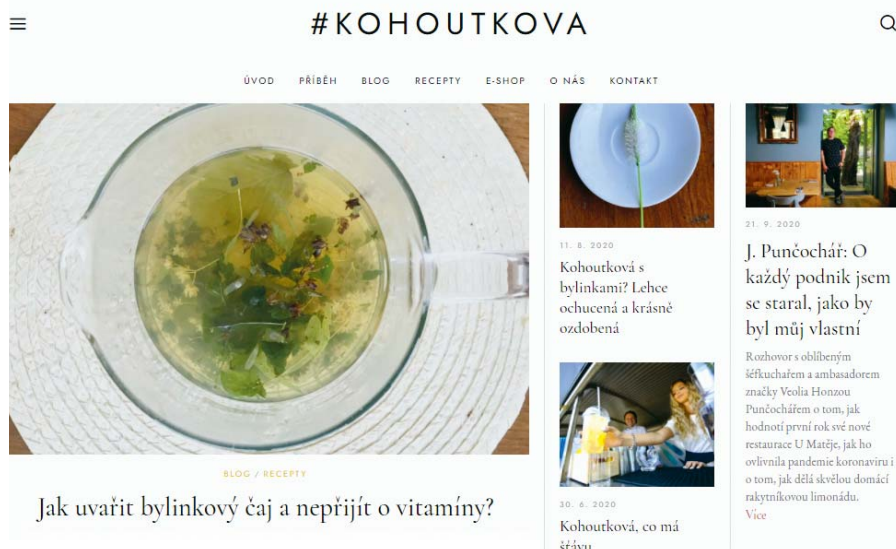 #KOHOUTKOVA
ÚVOD PŘÍBĚH BLOG RECEPTY E-SHOP O NÁS KONTAKT
BLOG / RECEPTY
Jak uvařit bylinkový čaj a nepřijít o vitamíny?
11. 8. 2020
Kohoutková s
bylinkami? Lehce
ochucená a krásně
ozdobená
30. 6. 2020
Kohoutková, co má
šťávu
21. 9. 2020
J. Punčochář: O
každý podnik jsem
se staral, jako by
byl můj vlastní
Rozhovor s oblíbeným
šéfkuchařem a ambasadorem
značky Veolia Honzou
Punčochářem o tom, jak
hodnotí první rok své nové
restaurace U Matěje, jak ho
ovlivnila pandemie koronaviru i
o tom, jak dělá skvělou domácí
rakytníkovou limonádu.
Více